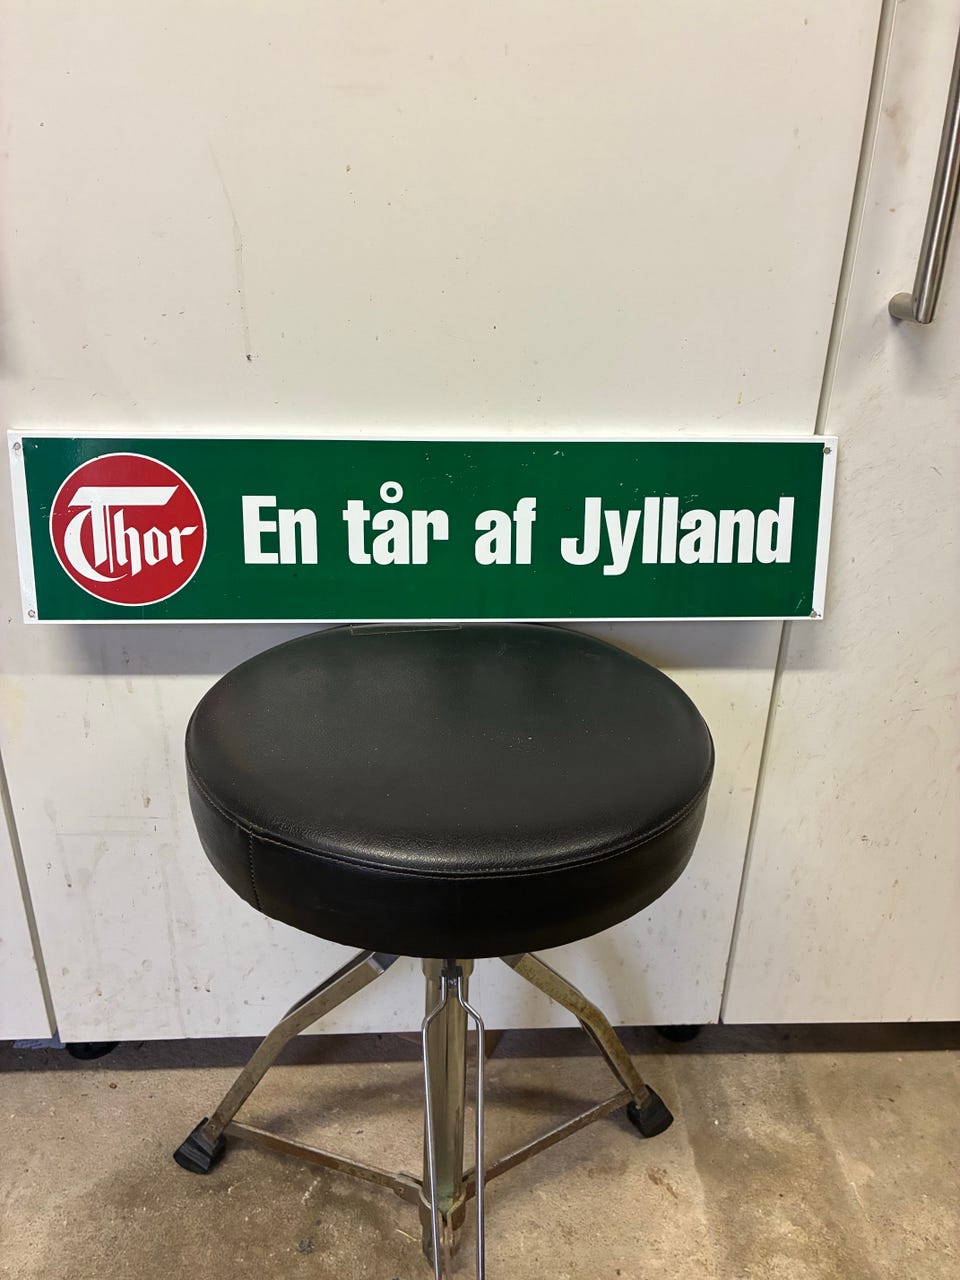 Thor
En tår af Jylland